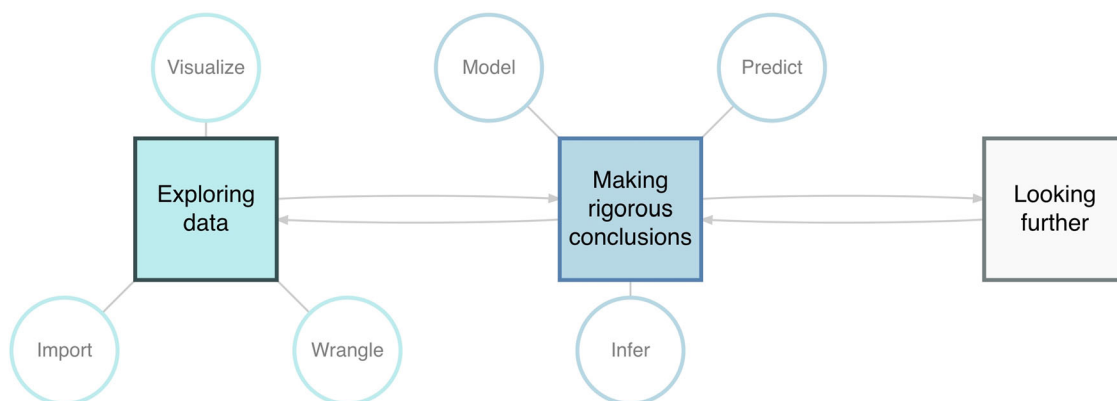 Visualize
Model
Predict
Exploring
data
Making
rigorous
conclusions
Looking
further
Import
Wrangle
Infer